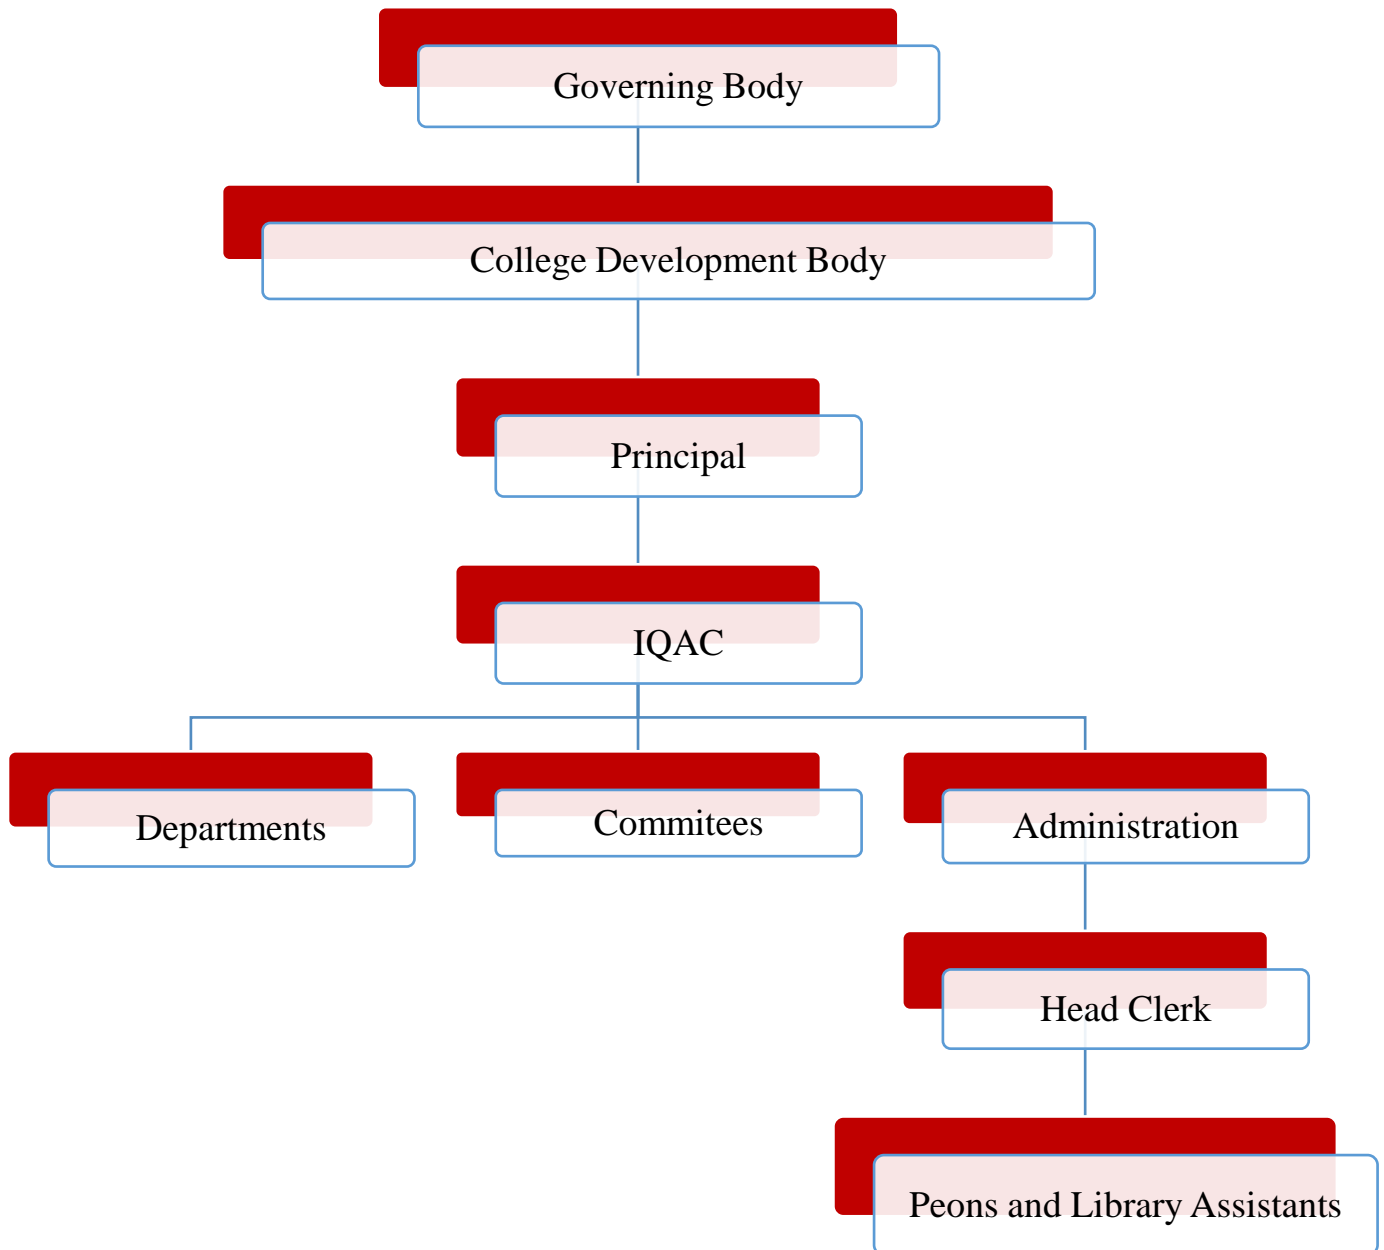 Governing Body
College Development Body
Principal
IQAC
Departments
Commitees
Administration
Head Clerk
Peons and Library Assistants